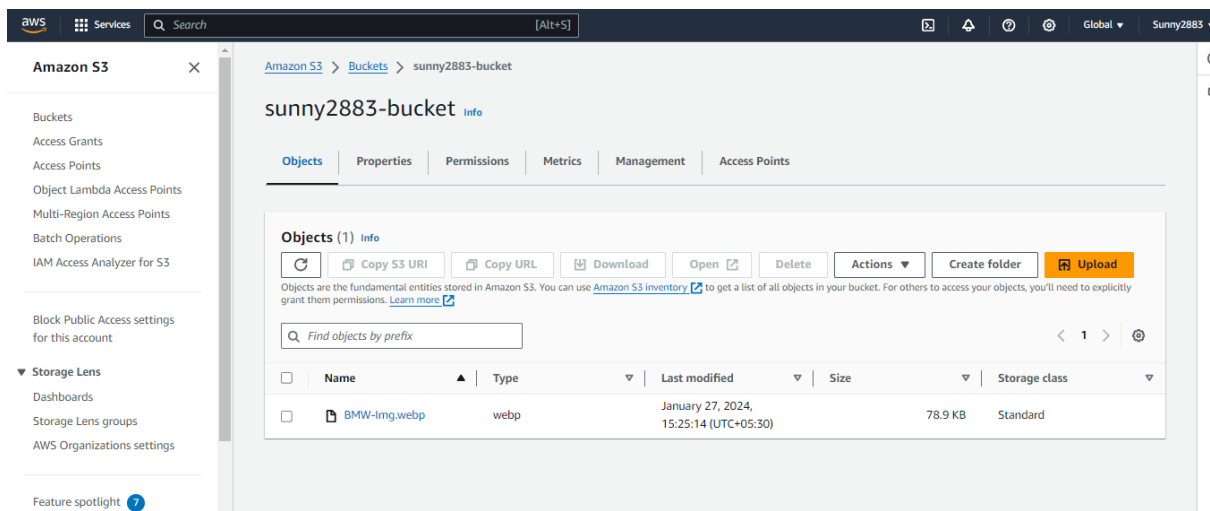 aws Services Search [Alt+S] Global Sunny2883
Amazon S3
Buckets
Access Grants
Access Points
Object Lambda Access Points
Multi-Region Access Points
Batch Operations
IAM Access Analyzer for S3
Block Public Access settings
for this account
Storage Lens
Dashboards
Storage Lens groups
AWS Organizations settings
Feature spotlight 7
Amazon S3 > Buckets > sunny2883-bucket
sunny2883-bucket Info
Objects Properties Permissions Metrics Management Access Points
Objects (1) Info
Copy S3 URI Copy URL Download Open Delete Actions Create folder Upload
Objects are the fundamental entities stored in Amazon S3. You can use Amazon S3 inventory to get a list of all objects in your bucket. For others to access your objects, you'll need to explicitly
grant them permissions. Learn more
Find objects by prefix
< 1 >
Name Type Last modified Size Storage class
BMW-Img.webp webp January 27, 2024, 78.9 KB Standard
15:25:14 (UTC+05:30)